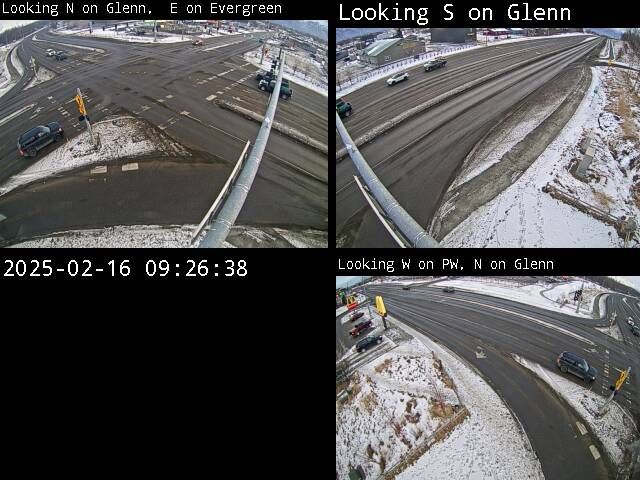 Looking N on Glenn,  E on Evergreen
Looking S on Glenn
2025-02-16 09:26:38
Looking W on PW, N on Glenn